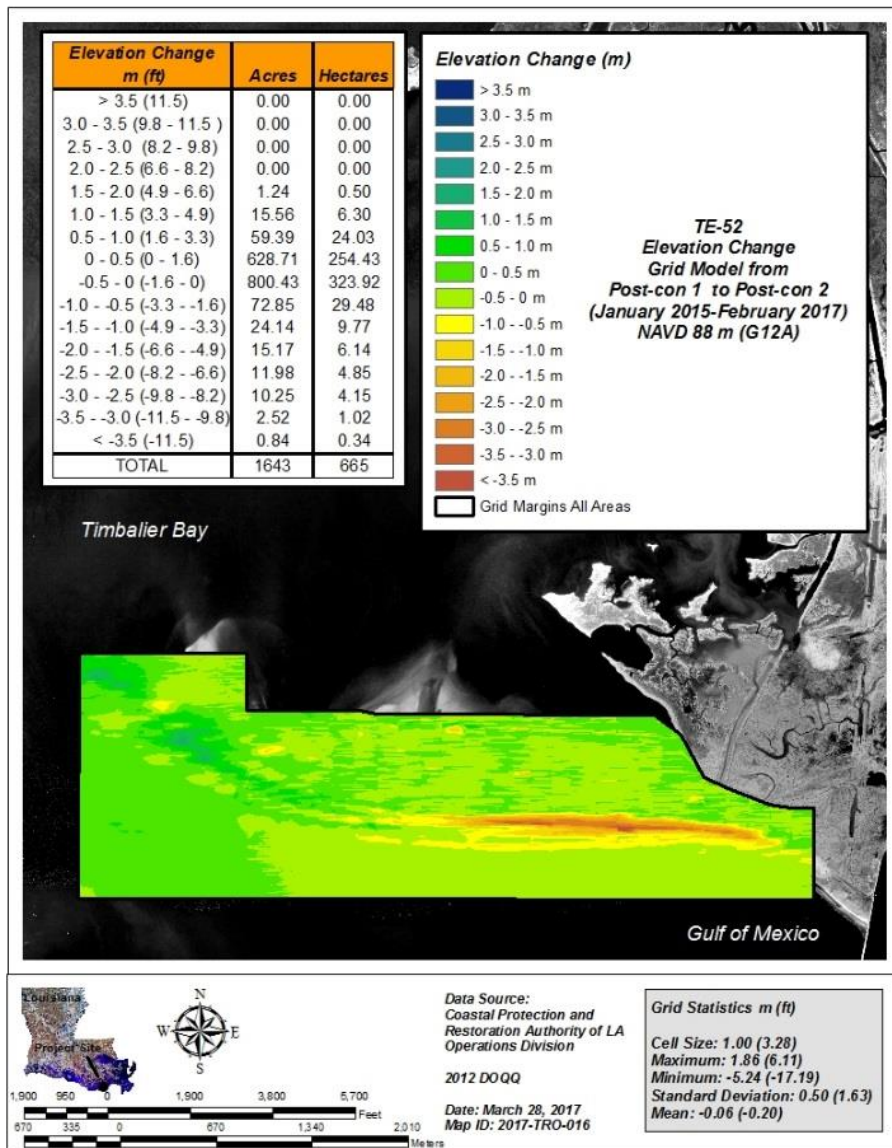 Elevation Change
m (ft) Acres Hectares
> 3.5 (11.5) 0.00 0.00
3.0 - 3.5 (9.8 - 11.5 ) 0.00 0.00
2.5 - 3.0 (8.2 - 9.8) 0.00 0.00
2.0 - 2.5 (6.6 - 8.2) 0.00 0.00
1.5 - 2.0 (4.9 - 6.6) 1.24 0.50
1.0 - 1.5 (3.3 - 4.9) 15.56 6.30
0.5 - 1.0 (1.6 - 3.3) 59.39 24.03
0 - 0.5 (0 - 1.6) 628.71 254.43
-0.5 - 0 (-1.6 - 0) 800.43 323.92
-1.0 - -0.5 (-3.3 - -1.6) 72.85 29.48
-1.5 - -1.0 (-4.9 - -3.3) 24.14 9.77
-2.0 - -1.5 (-6.6 - -4.9) 15.17 6.14
-2.5 - -2.0 (-8.2 - -6.6) 11.98 4.85
-3.0 - -2.5 (-9.8 - -8.2) 10.25 4.15
-3.5 - -3.0 (-11.5 - -9.8) 2.52 1.02
< -3.5 (-11.5) 0.84 0.34
TOTAL 1643 665
Elevation Change (m)
> 3.5 m
3.0 - 3.5 m
2.5 - 3.0 m
2.0 - 2.5 m
1.5 - 2.0 m
1.0 - 1.5 m
0.5 - 1.0 m
0 - 0.5 m
-0.5 - 0 m
-1.0 - -0.5 m
-1.5 - -1.0 m
-2.0 - -1.5 m
-2.5 - -2.0 m
-3.0 - -2.5 m
-3.5 - -3.0 m
< -3.5 m
Grid Margins All Areas
TE-52
Elevation Change
Grid Model from
Post-con 1 to Post-con 2
(January 2015-February 2017)
NAVD 88 m (G12A)
Timbalier Bay
Gulf of Mexico
Louisiana
Project Site
N
W E
S
1,900 950 0 1,900 3,800 5,700
Feet
670 335 0 670 1,340 2,010
Meters
Data Source:
Coastal Protection and
Restoration Authority of LA
Operations Division
2012 DOQQ
Date: March 28, 2017
Map ID: 2017-TRO-016
Grid Statistics m (ft)
Cell Size: 1.00 (3.28)
Maximum: 1.86 (6.11)
Minimum: -5.24 (-17.19)
Standard Deviation: 0.50 (1.63)
Mean: -0.06 (-0.20)